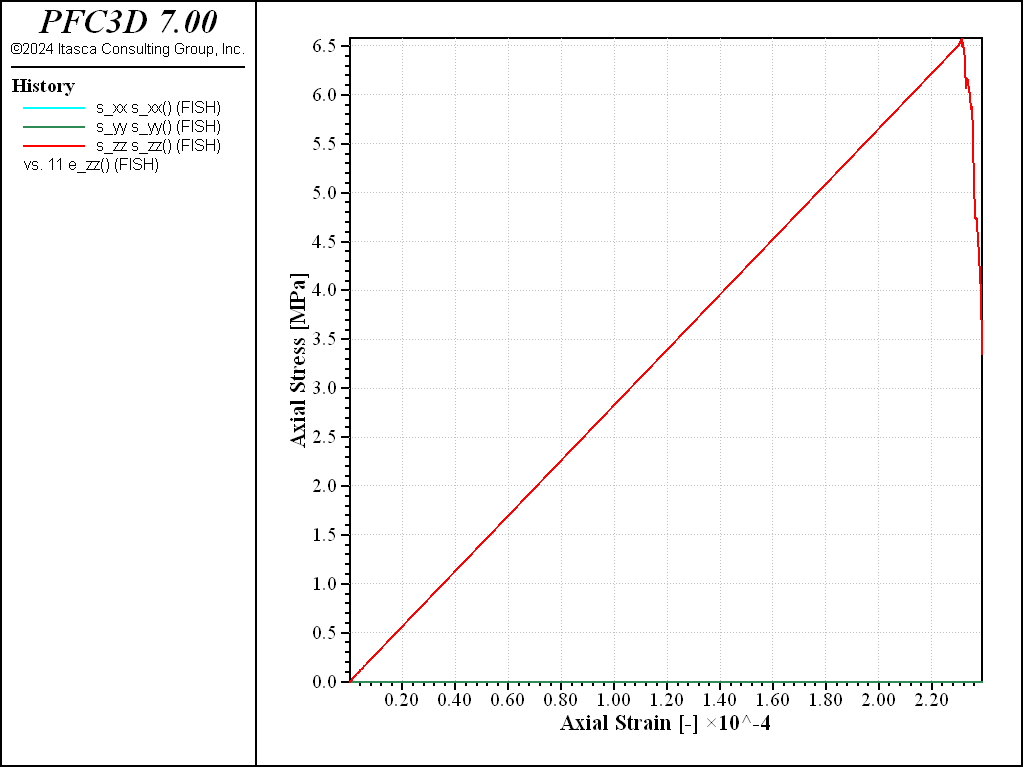 PFC3D 7.00
©2024 Itasca Consulting Group, Inc.
History
s_xx s_xx() (FISH)
s_yy s_yy() (FISH)
s_zz s_zz() (FISH)
vs. 11 e_zz() (FISH)
Axial Stress [MPa]
6.5
6.0
5.5
5.0
4.5
4.0
3.5
3.0
2.5
2.0
1.5
1.0
0.5
0.0
0.20 0.40 0.60 0.80 1.00 1.20 1.40 1.60 1.80 2.00 2.20
Axial Strain [-] ×10^-4